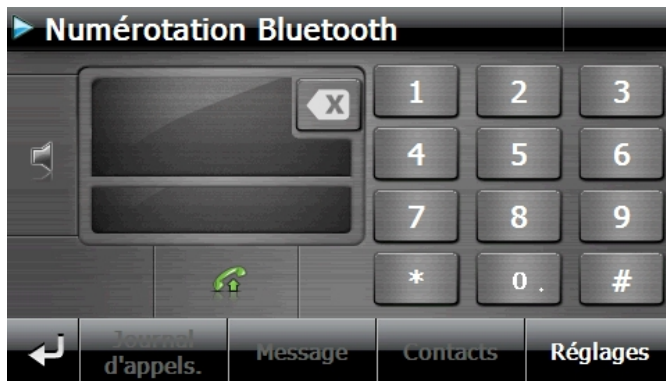 Numérotation Bluetooth
X
1 2 3
4 5 6
7 8 9
* 0 . #
Journal d'appels.
Message
Contacts
Réglages